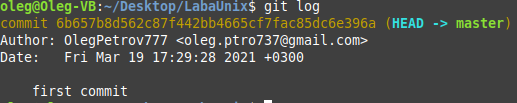 oleg@Oleg-VB:~/Desktop/LabaUnix$ git log
commit 6b657b8d562c87f442bb4665cf7fac85dc6e396a (HEAD -> master)
Author: OlegPetrov777 <oleg.ptro737@gmail.com>
Date:   Fri Mar 19 17:29:28 2021 +0300
    first commit